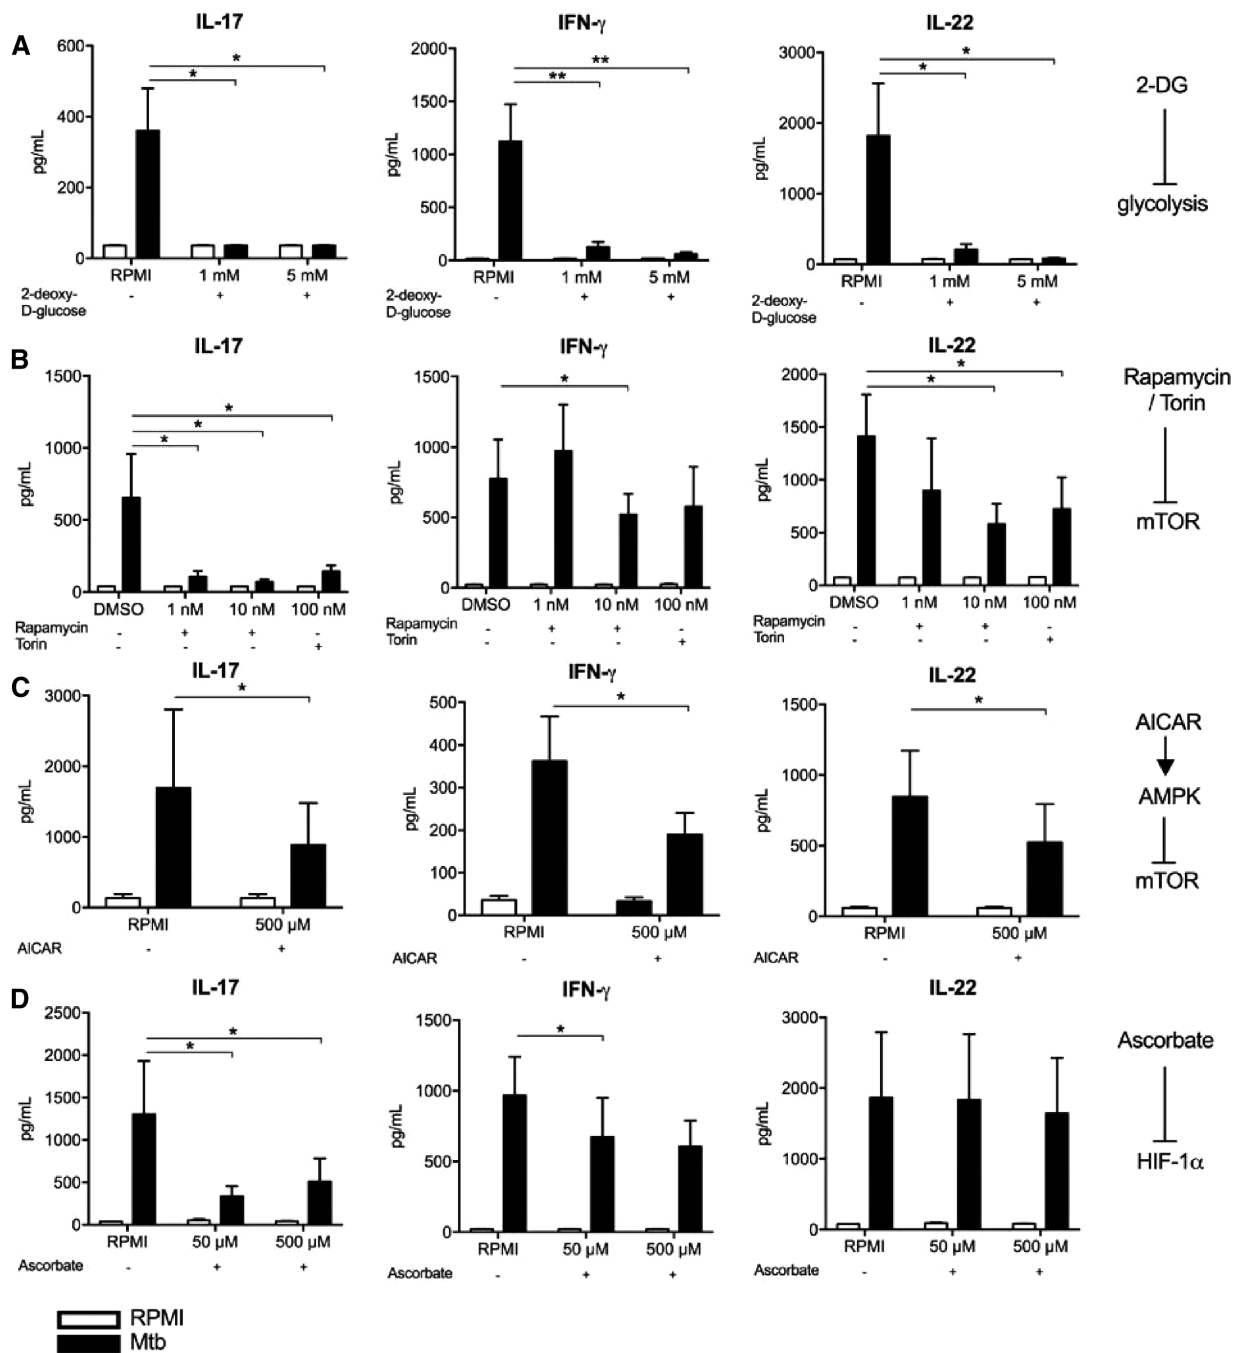 A
IL-17
IFN-γ
IL-22
600
400
200
0
pg/mL
*
*
RPMI
1 mM
5 mM
2-deoxy-
D-glucose
-
+
+
2000
1500
1000
500
0
pg/mL
**
**
RPMI
1 mM
5 mM
2-deoxy-
D-glucose
-
+
+
3000
2000
1000
0
pg/mL
*
*
RPMI
1 mM
5 mM
2-deoxy-
D-glucose
-
+
+
2-DG
glycolysis
B
IL-17
IFN-γ
IL-22
1500
1000
500
0
pg/mL
*
*
*
DMSO
1 nM
10 nM
100 nM
Rapamycin
-
+
+
-
Torin
-
-
-
+
1500
1000
500
0
pg/mL
*
DMSO
1 nM
10 nM
100 nM
Rapamycin
-
+
+
-
Torin
-
-
-
+
2000
1500
1000
500
0
pg/mL
*
*
DMSO
1 nM
10 nM
100 nM
Rapamycin
-
+
+
-
Torin
-
-
-
+
Rapamycin
/ Torin
mTOR
C
IL-17
IFN-γ
IL-22
3000
2000
1000
0
pg/mL
*
RPMI
500 µM
AICAR
-
+
500
400
300
200
100
0
pg/mL
*
RPMI
500 µM
AICAR
-
+
1500
1000
500
0
pg/mL
*
RPMI
500 µM
AICAR
-
+
AICAR
AMPK
mTOR
D
IL-17
IFN-γ
IL-22
2500
2000
1500
1000
500
0
pg/mL
*
*
RPMI
50 µM
500 µM
Ascorbate
-
+
+
1500
1000
500
0
pg/mL
*
RPMI
50 µM
500 µM
Ascorbate
-
+
+
3000
2000
1000
0
pg/mL
RPMI
50 µM
500 µM
Ascorbate
-
+
+
Ascorbate
HIF-1α
RPMI
Mtb